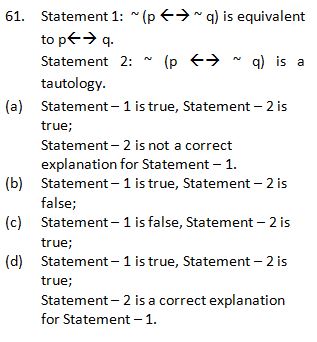 61. Statement 1: ~ (p ←→ ~ q) is equivalent
to p←→ q.
Statement 2: ~ (p ←→ ~ q) is a
tautology.
(a) Statement – 1 is true, Statement – 2 is
true;
Statement – 2 is not a correct
explanation for Statement – 1.
(b) Statement – 1 is true, Statement – 2 is
false;
(c) Statement – 1 is false, Statement – 2 is
true;
(d) Statement – 1 is true, Statement – 2 is
true;
Statement – 2 is a correct explanation
for Statement – 1.